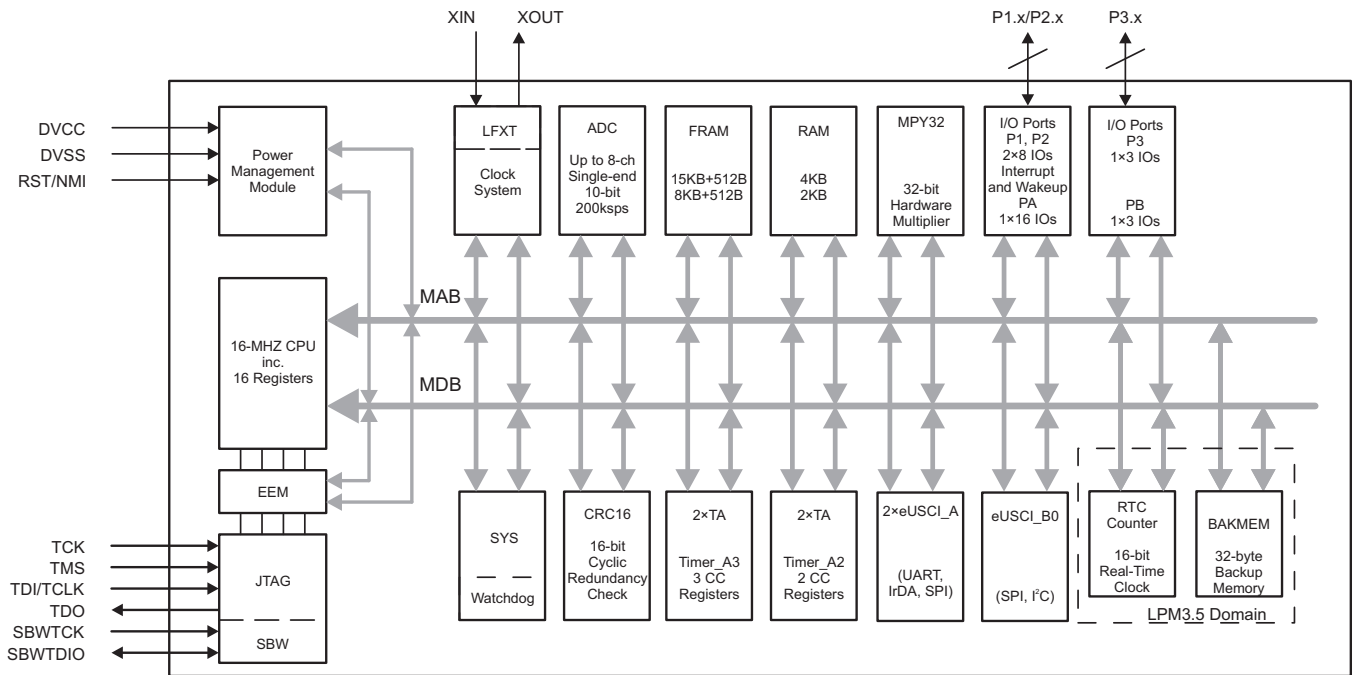 XIN
XOUT
P1.x/P2.x
P3.x
DVCC
DVSS
RST/NMI
Power
Management
Module
LFXT
Clock
System
ADC
Up to 8-ch
Single-end
10-bit
200ksps
FRAM
15KB+512B
8KB+512B
RAM
4KB
2KB
MPY32
32-bit
Hardware
Multiplier
I/O Ports
P1, P2
2×8 IOs
Interrupt
and Wakeup
PA
1×16 IOs
I/O Ports
P3
1×3 IOs
PB
1×3 IOs
MAB
16-MHZ CPU
inc.
16 Registers
MDB
EEM
TCK
TMS
TDI/TCLK
TDO
SBWTCK
SBWTDIO
JTAG
SBW
SYS
Watchdog
CRC16
16-bit
Cyclic
Redundancy
Check
2×TA
Timer_A3
3 CC
Registers
2×TA
Timer_A2
2 CC
Registers
2×eUSCI_A
(UART,
IrDA, SPI)
eUSCI_B0
(SPI, I²C)
RTC
Counter
16-bit
Real-Time
Clock
BAKMEM
32-byte
Backup
Memory
LPM3.5 Domain